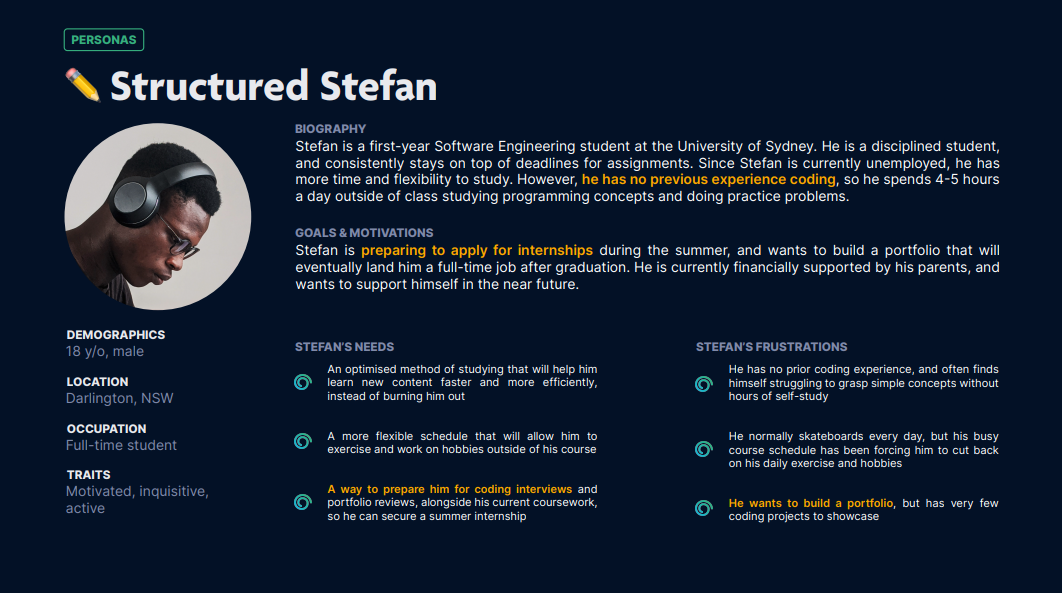 PERSONAS
Structured Stefan
BIOGRAPHY
Stefan is a first-year Software Engineering student at the University of Sydney. He is a disciplined student,
and consistently stays on top of deadlines for assignments. Since Stefan is currently unemployed, he has
more time and flexibility to study. However, he has no previous experience coding, so he spends 4-5 hours
a day outside of class studying programming concepts and doing practice problems.
GOALS & MOTIVATIONS
Stefan is preparing to apply for internships during the summer, and wants to build a portfolio that will
eventually land him a full-time job after graduation. He is currently financially supported by his parents, and
wants to support himself in the near future.
DEMOGRAPHICS
18 y/o, male
LOCATION
Darlington, NSW
OCCUPATION
Full-time student
TRAITS
Motivated, inquisitive,
active
STEFAN'S NEEDS
An optimised method of studying that will help him
learn new content faster and more efficiently,
instead of burning him out
A more flexible schedule that will allow him to
exercise and work on hobbies outside of his course
A way to prepare him for coding interviews and
portfolio reviews, alongside his current coursework,
so he can secure a summer internship
STEFAN'S FRUSTRATIONS
He has no prior coding experience, and often finds
himself struggling to grasp simple concepts without
hours of self-study
He normally skateboards every day, but his busy
course schedule has been forcing him to cut back
on his daily exercise and hobbies
He wants to build a portfolio, but has very few
coding projects to showcase